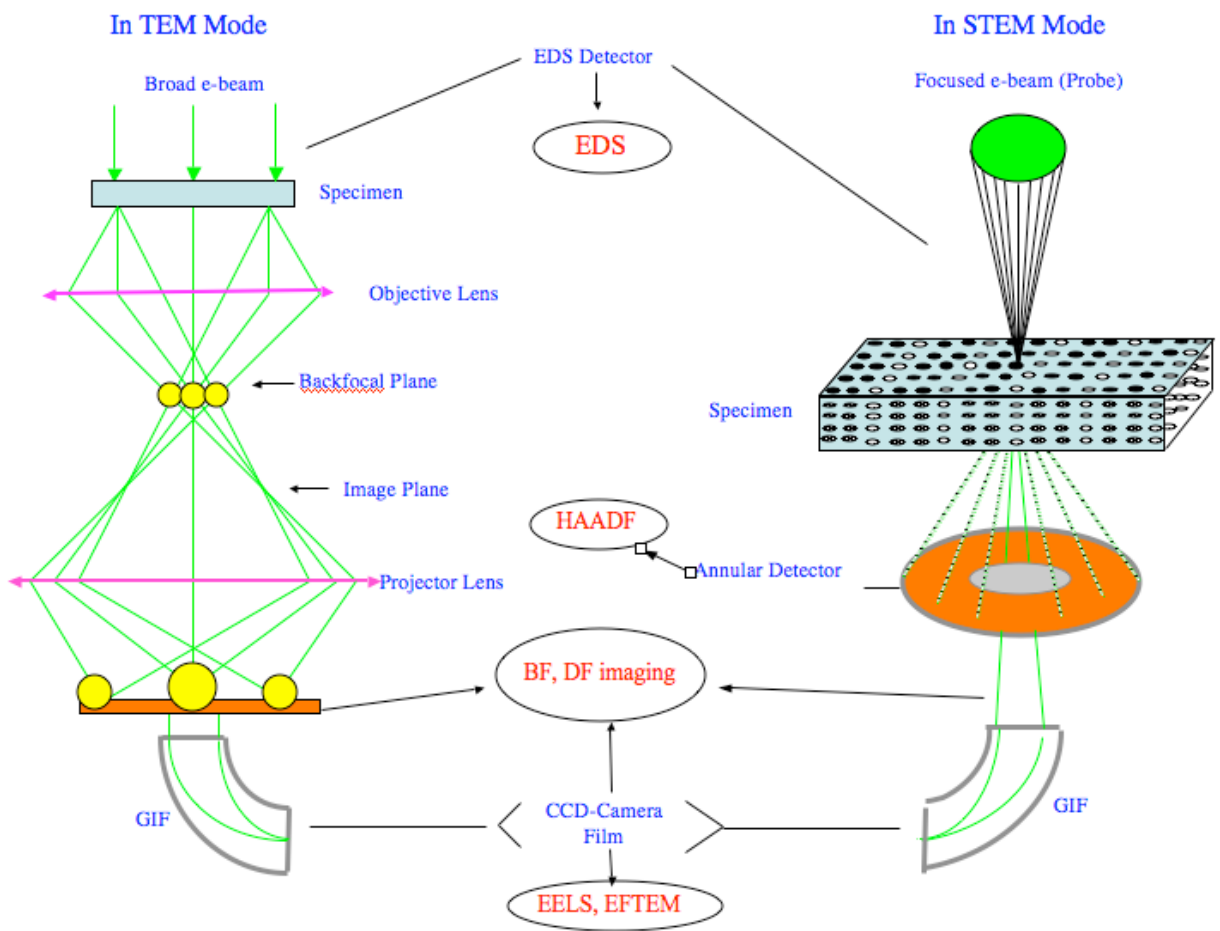 In TEM Mode
In STEM Mode
EDS Detector
Broad e-beam
Focused e-beam (Probe)
EDS
Specimen
Objective Lens
Backfocal Plane
Specimen
Image Plane
HAADF
Annular Detector
Projector Lens
BF, DF imaging
GIF
CCD-Camera
Film
GIF
EELS, EFTEM